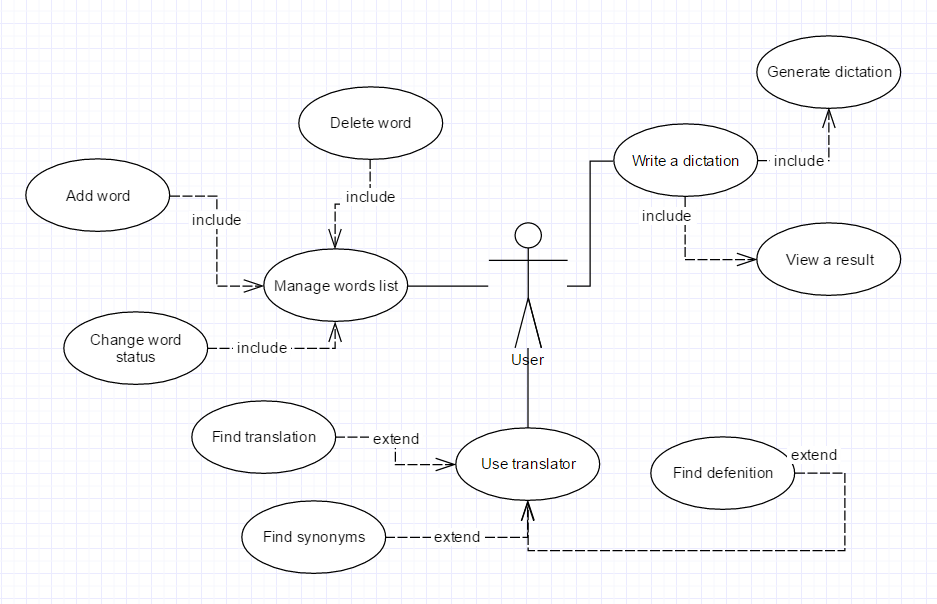 Generate dictation
Delete word
Write a dictation
include
Add word
include
include
include
View a result
Manage words list
Change word
status
include
User
Find translation
extend
extend
Use translator
Find defenition
Find synonyms
extend